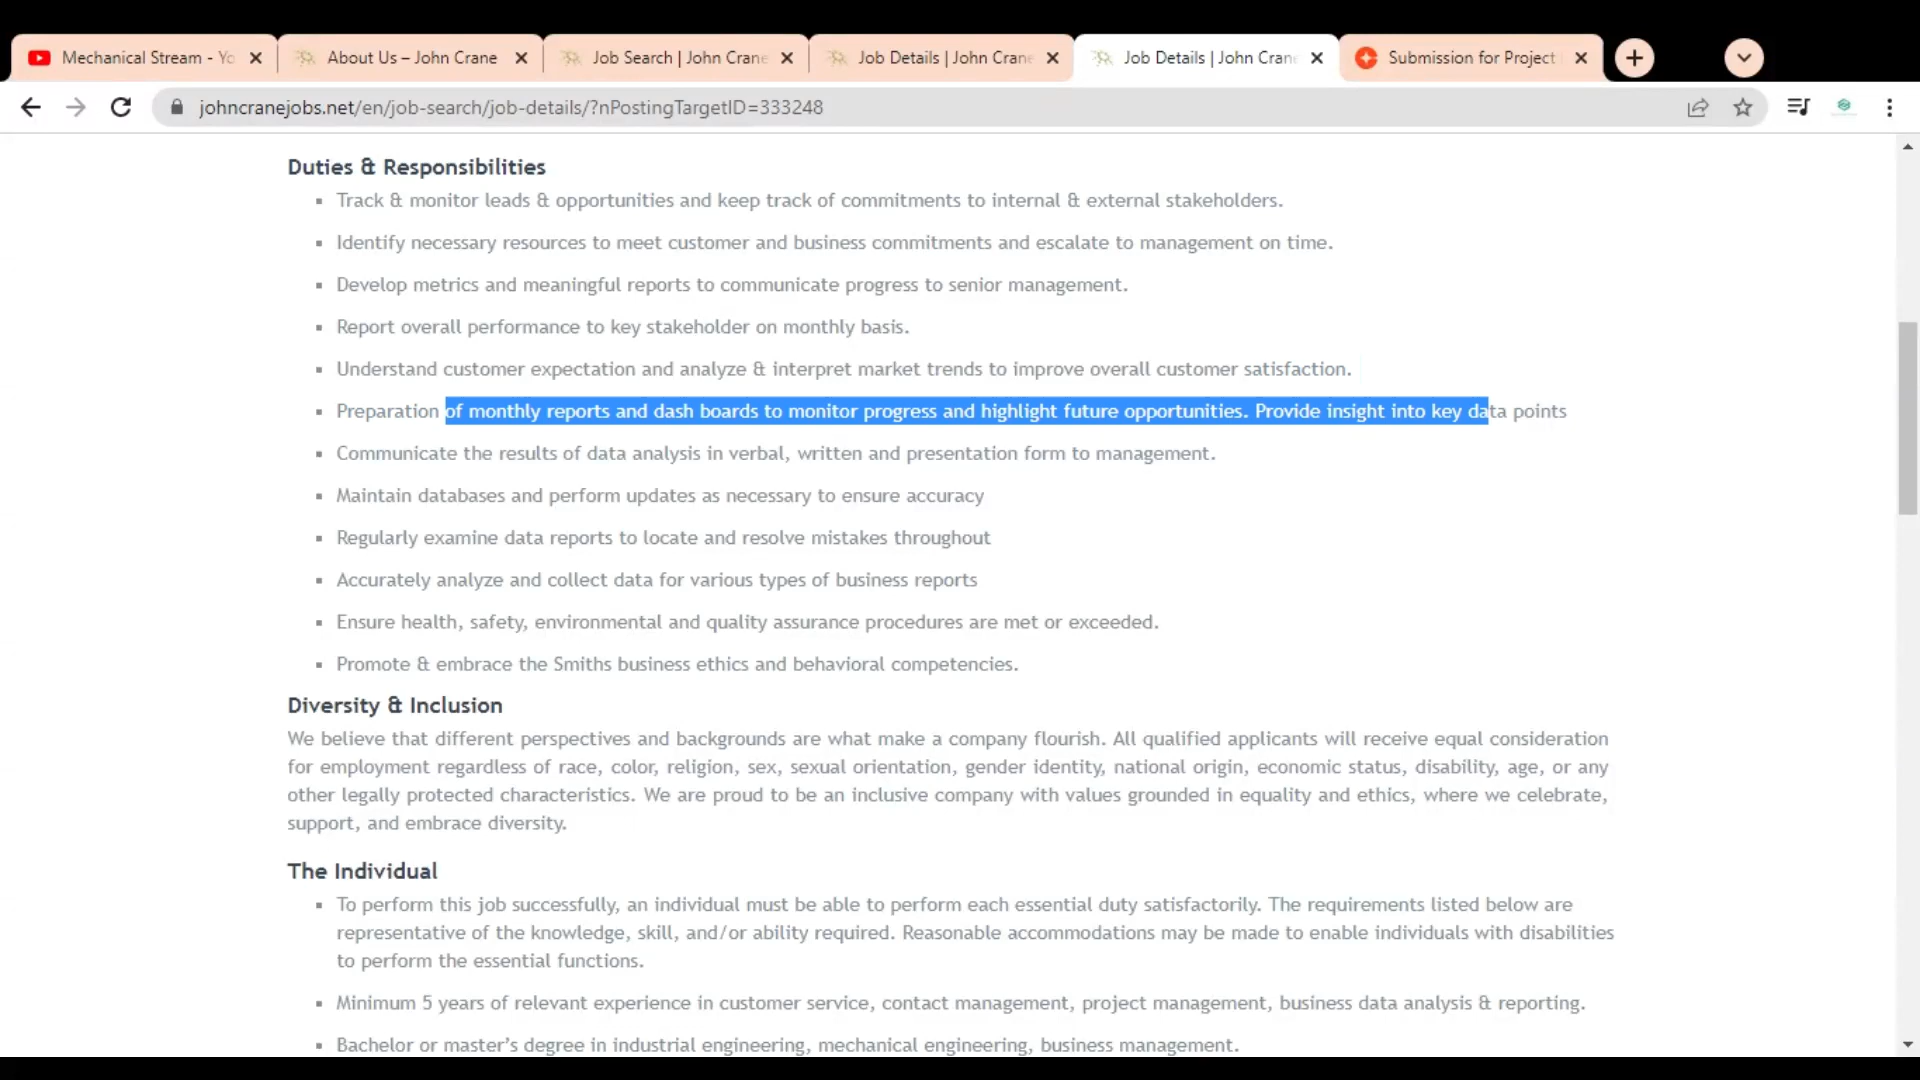 Mechanical Stream - Yo
About Us – John Crane
Job Search | John Crane
Job Details | John Crane
Job Details | John Crane
Submission for Project
johncranejobs.net/en/job-search/job-details/?nPostingTargetID=333248
Duties & Responsibilities
Track & monitor leads & opportunities and keep track of commitments to internal & external stakeholders.
Identify necessary resources to meet customer and business commitments and escalate to management on time.
Develop metrics and meaningful reports to communicate progress to senior management.
Report overall performance to key stakeholder on monthly basis.
Understand customer expectation and analyze & interpret market trends to improve overall customer satisfaction.
Preparation of monthly reports and dash boards to monitor progress and highlight future opportunities. Provide insight into key data points
Communicate the results of data analysis in verbal, written and presentation form to management.
Maintain databases and perform updates as necessary to ensure accuracy
Regularly examine data reports to locate and resolve mistakes throughout
Accurately analyze and collect data for various types of business reports
Ensure health, safety, environmental and quality assurance procedures are met or exceeded.
Promote & embrace the Smiths business ethics and behavioral competencies.
Diversity & Inclusion
We believe that different perspectives and backgrounds are what make a company flourish. All qualified applicants will receive equal consideration
for employment regardless of race, color, religion, sex, sexual orientation, gender identity, national origin, economic status, disability, age, or any
other legally protected characteristics. We are proud to be an inclusive company with values grounded in equality and ethics, where we celebrate,
support, and embrace diversity.
The Individual
To perform this job successfully, an individual must be able to perform each essential duty satisfactorily. The requirements listed below are
representative of the knowledge, skill, and/or ability required. Reasonable accommodations may be made to enable individuals with disabilities
to perform the essential functions.
Minimum 5 years of relevant experience in customer service, contact management, project management, business data analysis & reporting.
Bachelor or master's degree in industrial engineering, mechanical engineering, business management.